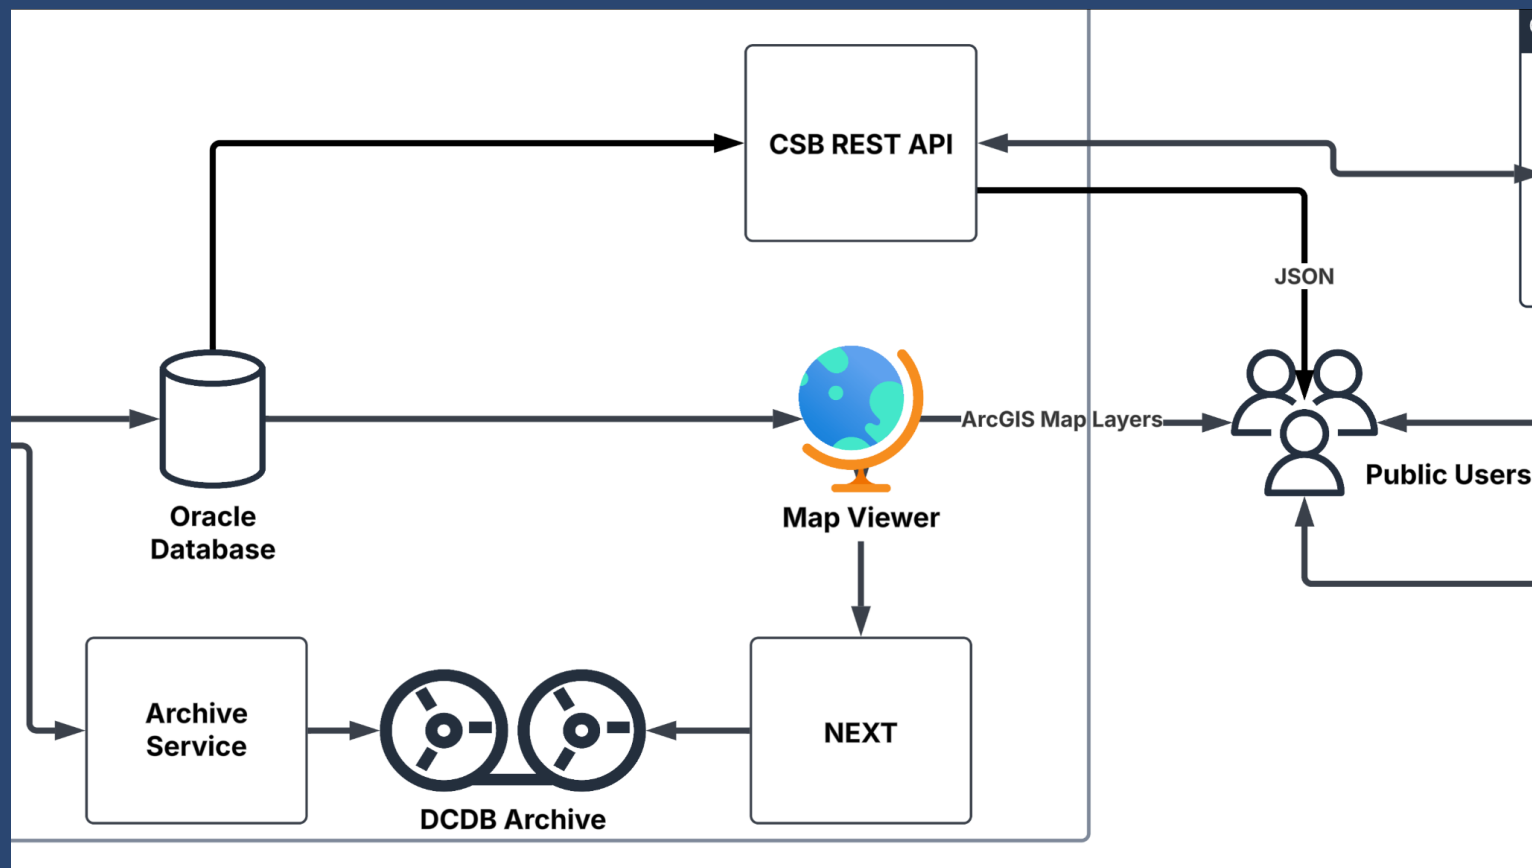 CSB REST API
JSON
ArcGIS Map Layers
Public Users
Oracle
Database
Map Viewer
Archive
Service
NEXT
DCDB Archive